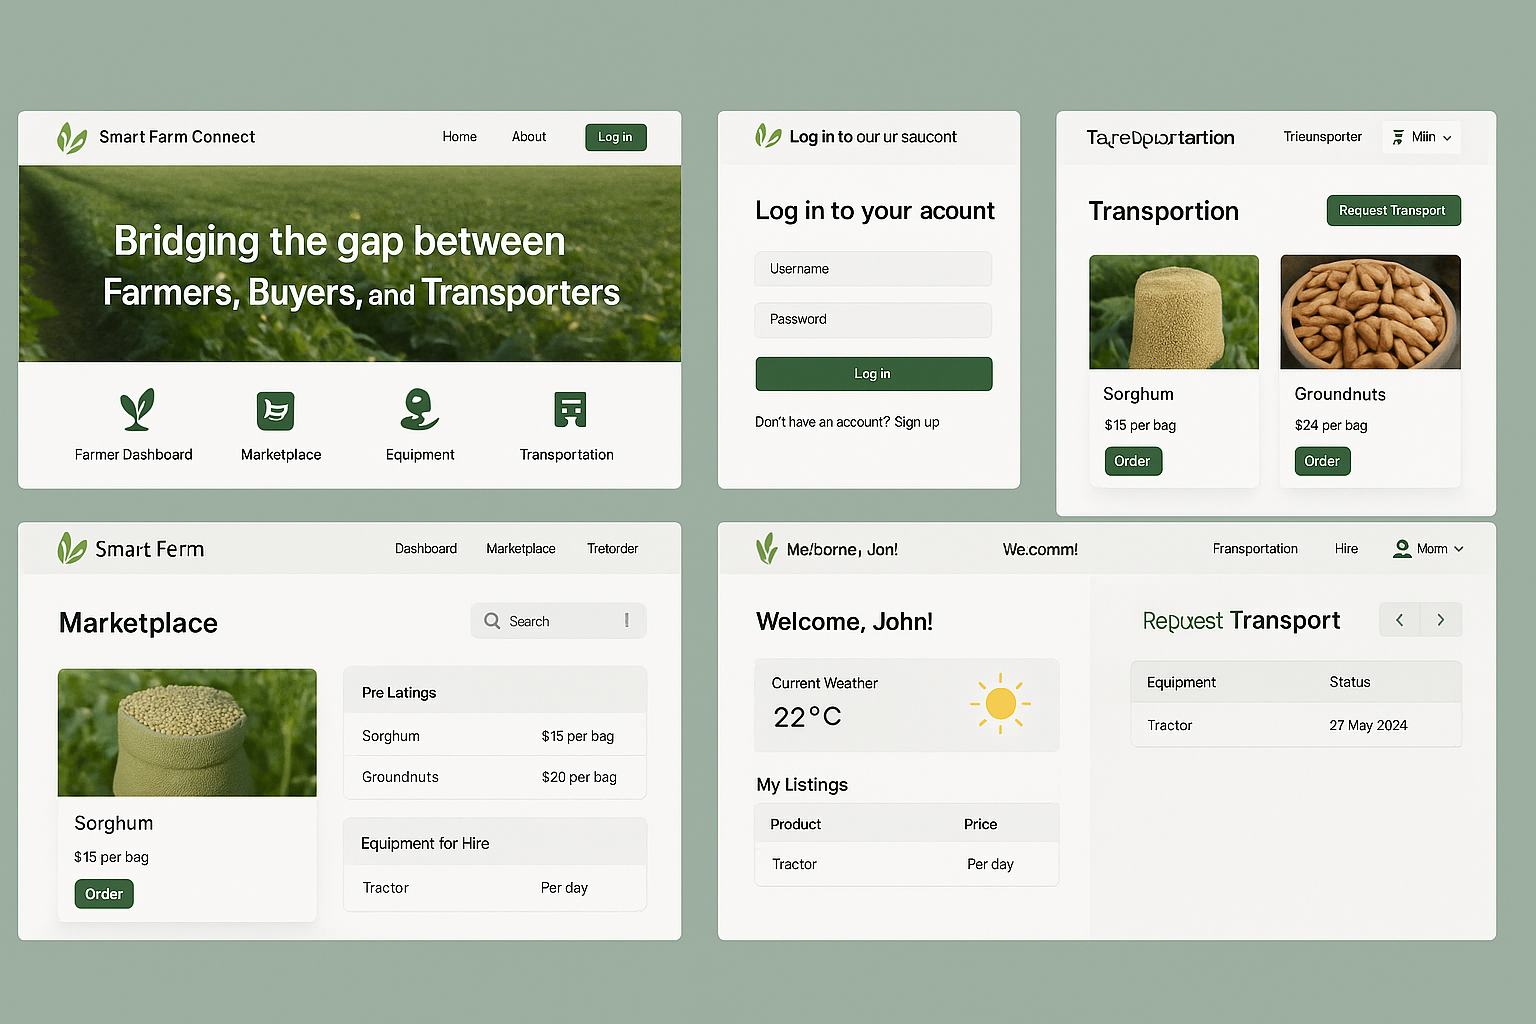 Smart Farm Connect
Home About Log in
Bridging the gap between
Farmers, Buyers, and Transporters
Farmer Dashboard Marketplace Equipment Transportation
Log in to our ur saucont
Log in to your acount
Username
Password
Log in
Don't have an account? Sign up
Trieunsporter Miin
Transportion Request Transport
Sorghum Groundnuts
$15 per bag $24 per bag
Order Order
Smart Ferm
Dashboard Marketplace Tretorder
Marketplace
Search
Sorghum
$15 per bag
Order
Pre Latings
Sorghum $15 per bag
Groundnuts $20 per bag
Equipment for Hire
Tractor Per day
Me/borne, Jon! We.comm! Fransportation Hire Morm
Welcome, John!
Current Weather
22°C
My Listings
Product Price
Tractor Per day
Transport
Equipment Status
Tractor 27 May 2024